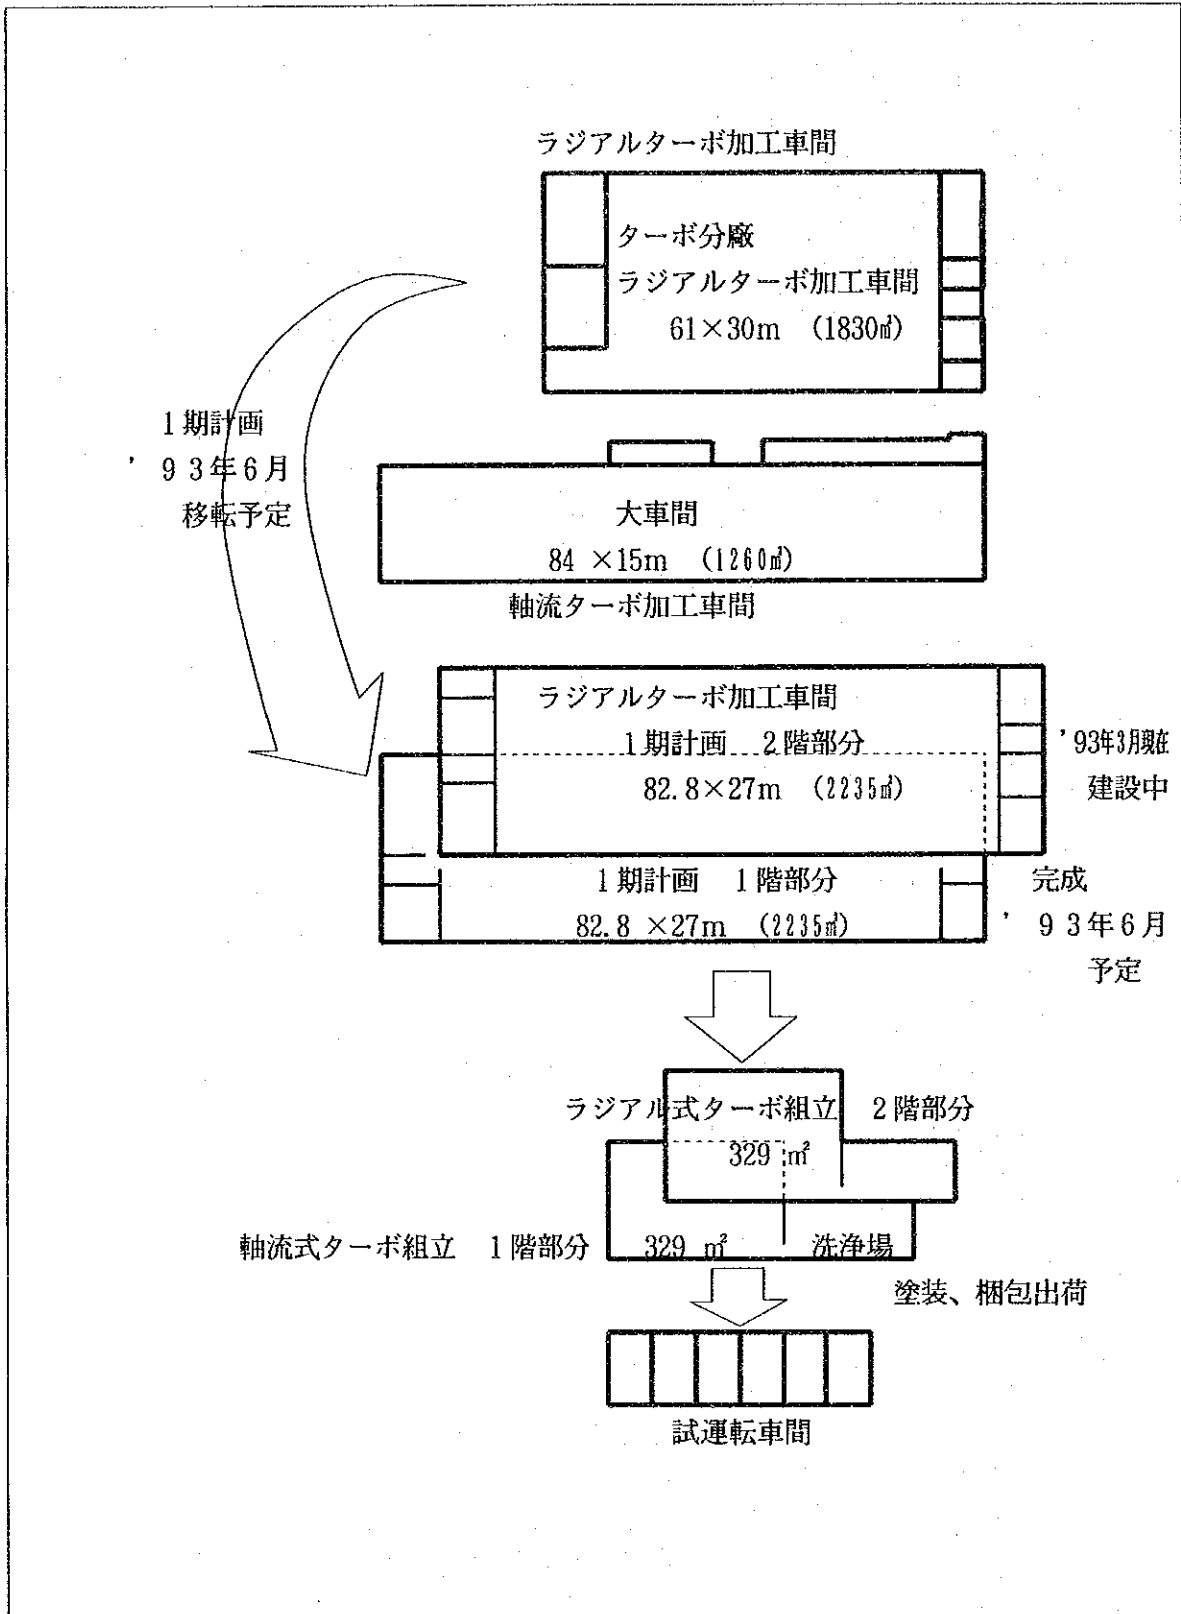 ラジアルターボ加工車間
ターボ分廠
ラジアルターボ加工車間
61×30m (1830㎡)
1期計画
'93年6月
移転予定
大車間
84×15m (1260㎡)
軸流ターボ加工車間
ラジアルターボ加工車間
1期計画 2階部分
82.8×27m (2235㎡)
'93年3月現在
建設中
1期計画 1階部分
82.8×27m (2235㎡)
完成
'93年6月
予定
ラジアル式ターボ組立 2階部分
329 ㎡
軸流式ターボ組立 1階部分 329 ㎡ 洗浄場
塗装、梱包出荷
試運転車間